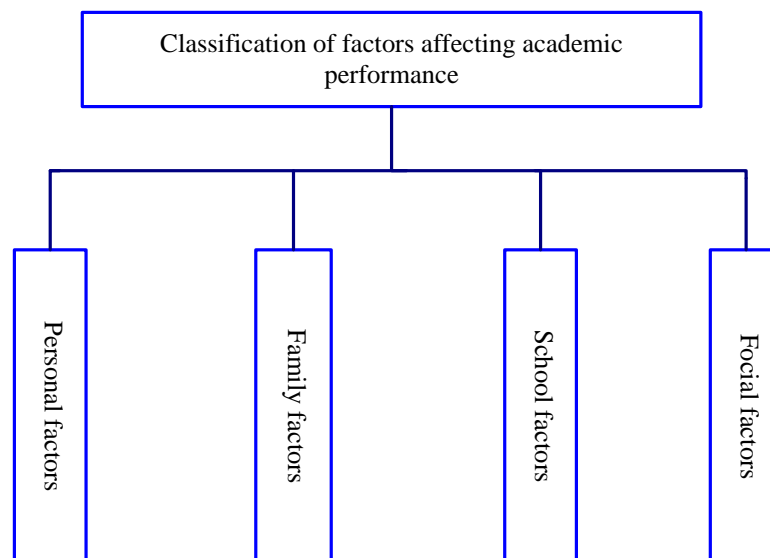 Classification of factors affecting academic
performance
Personal factors
Family factors
School factors
Focial factors